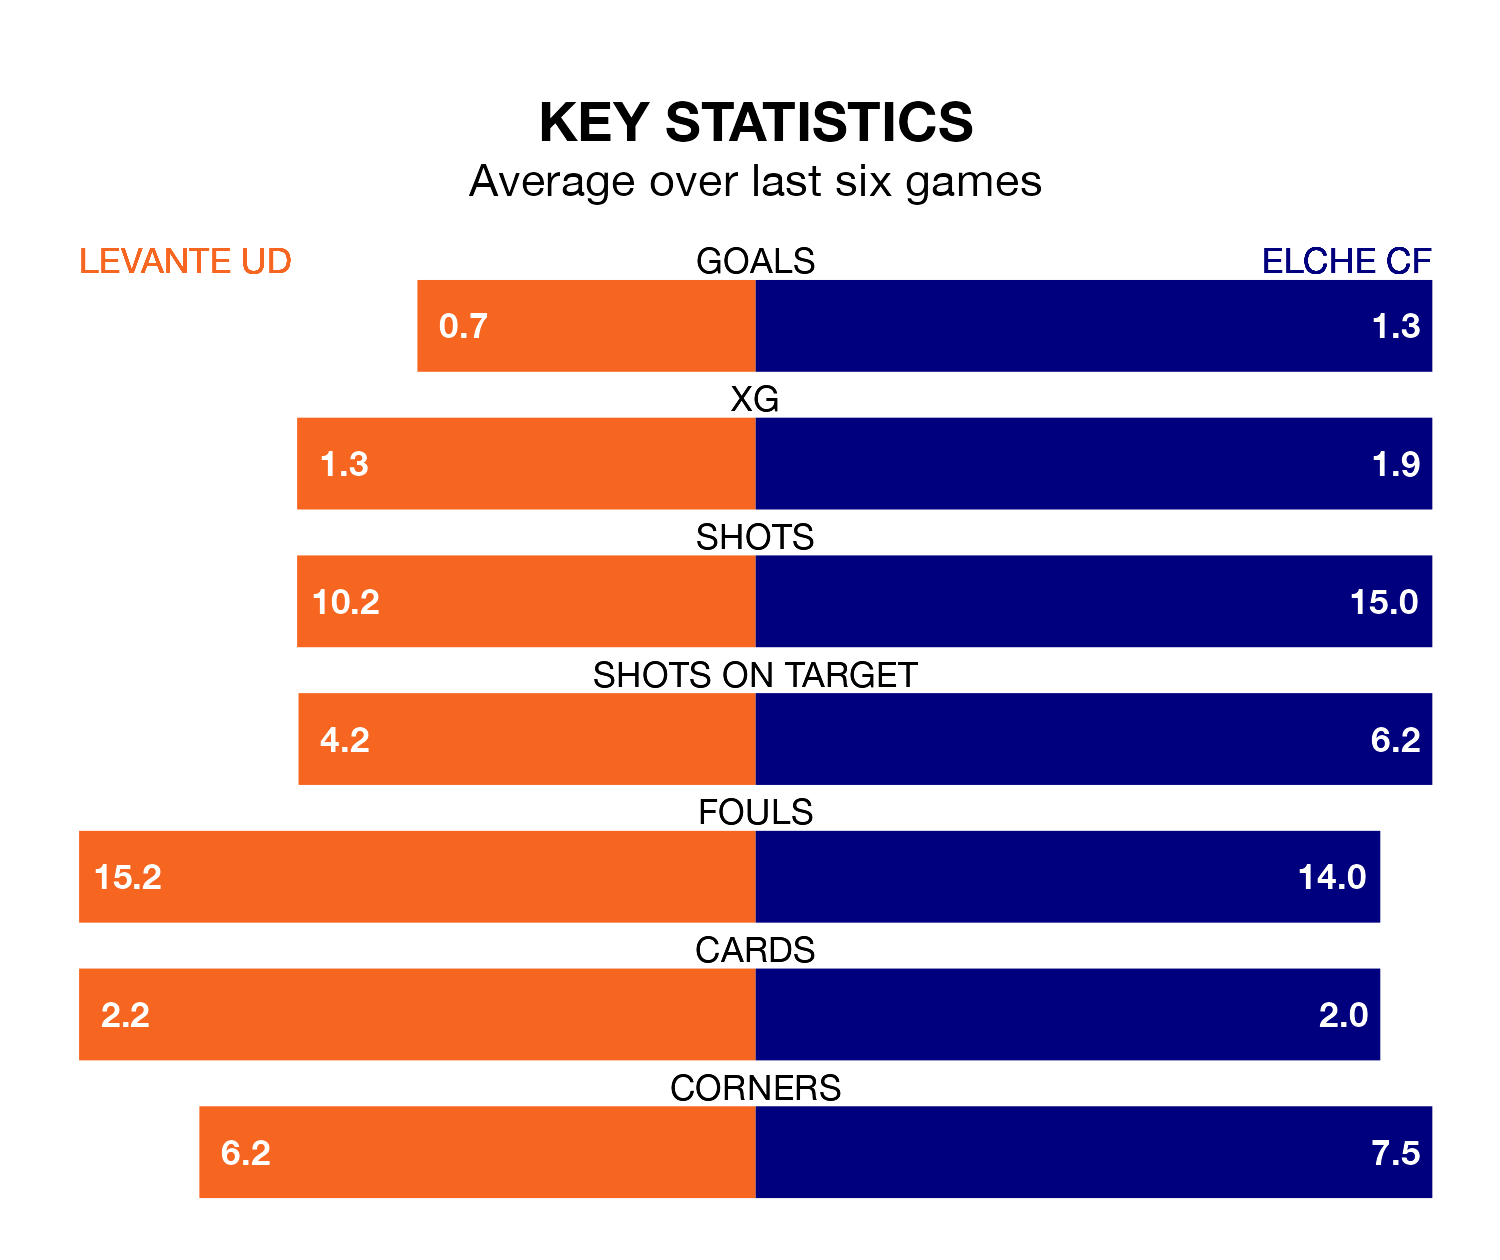 KEY STATISTICS
Average over last six games
LEVANTE UD GOALS ELCHE CF
0.7 1.3
XG
1.3 1.9
SHOTS
10.2 15.0
SHOTS ON TARGET
4.2 6.2
FOULS
15.2 14.0
CARDS
2.2 2.0
CORNERS
6.2 7.5